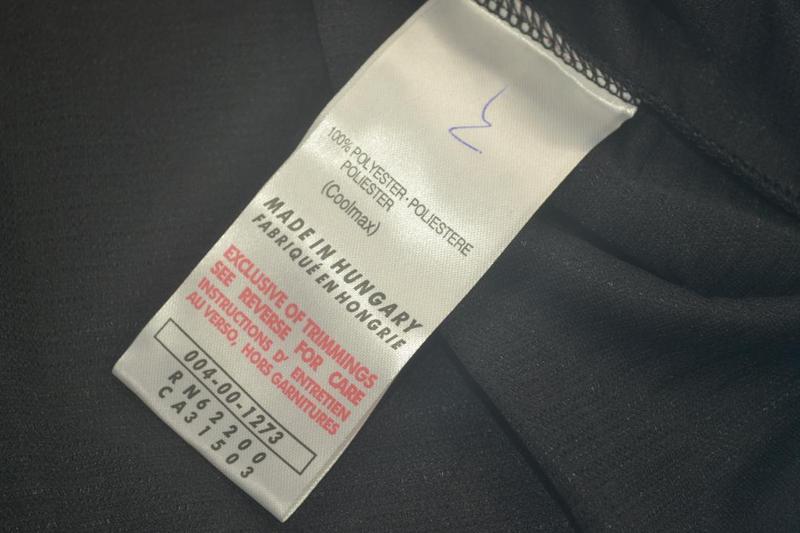 100% POLYESTER·POLIESTERE
POLIESTER
(Coolmax)
MADE IN HUNGARY
FABRIQUÉ EN HONGRIE
EXCLUSIVE OF TRIMMINGS
SEE REVERSE FOR CARE
INSTRUCTIONS D' ENTRETIEN
AU VERSO, HORS GARNITURES
004-00-1273
RN62200
CA31503